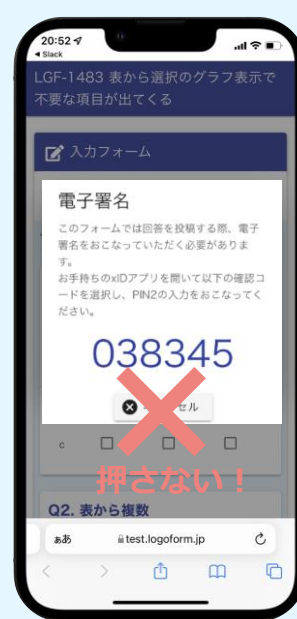 20:52
◀ Slack
LGF-1483 表から選択のグラフ表示で
不要な項目が出てくる
入力フォーム
電子署名
このフォームでは回答を投稿する際、電子
署名をおこなっていただく必要がありま
す。
お手持ちのxIDアプリを開いて以下の確認コ
ードを選択し、PIN2の入力をおこなってく
ださい。
038345
キャンセル
c
押さない！
Q2. 表から複数
ぁあ
test.logoform.jp